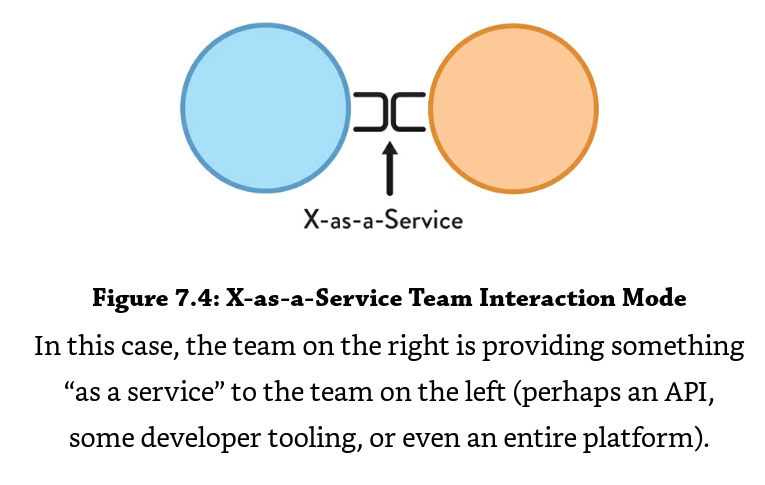 X-as-a-Service
Figure 7.4: X-as-a-Service Team Interaction Mode
In this case, the team on the right is providing something
“as a service” to the team on the left (perhaps an API,
some developer tooling, or even an entire platform).